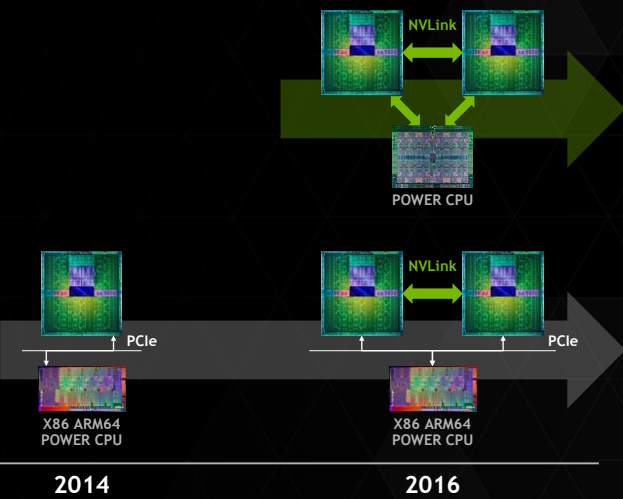 NVLink
POWER CPU
NVLink
PCIe
PCIe
X86 ARM64
POWER CPU
X86 ARM64
POWER CPU
2014
2016